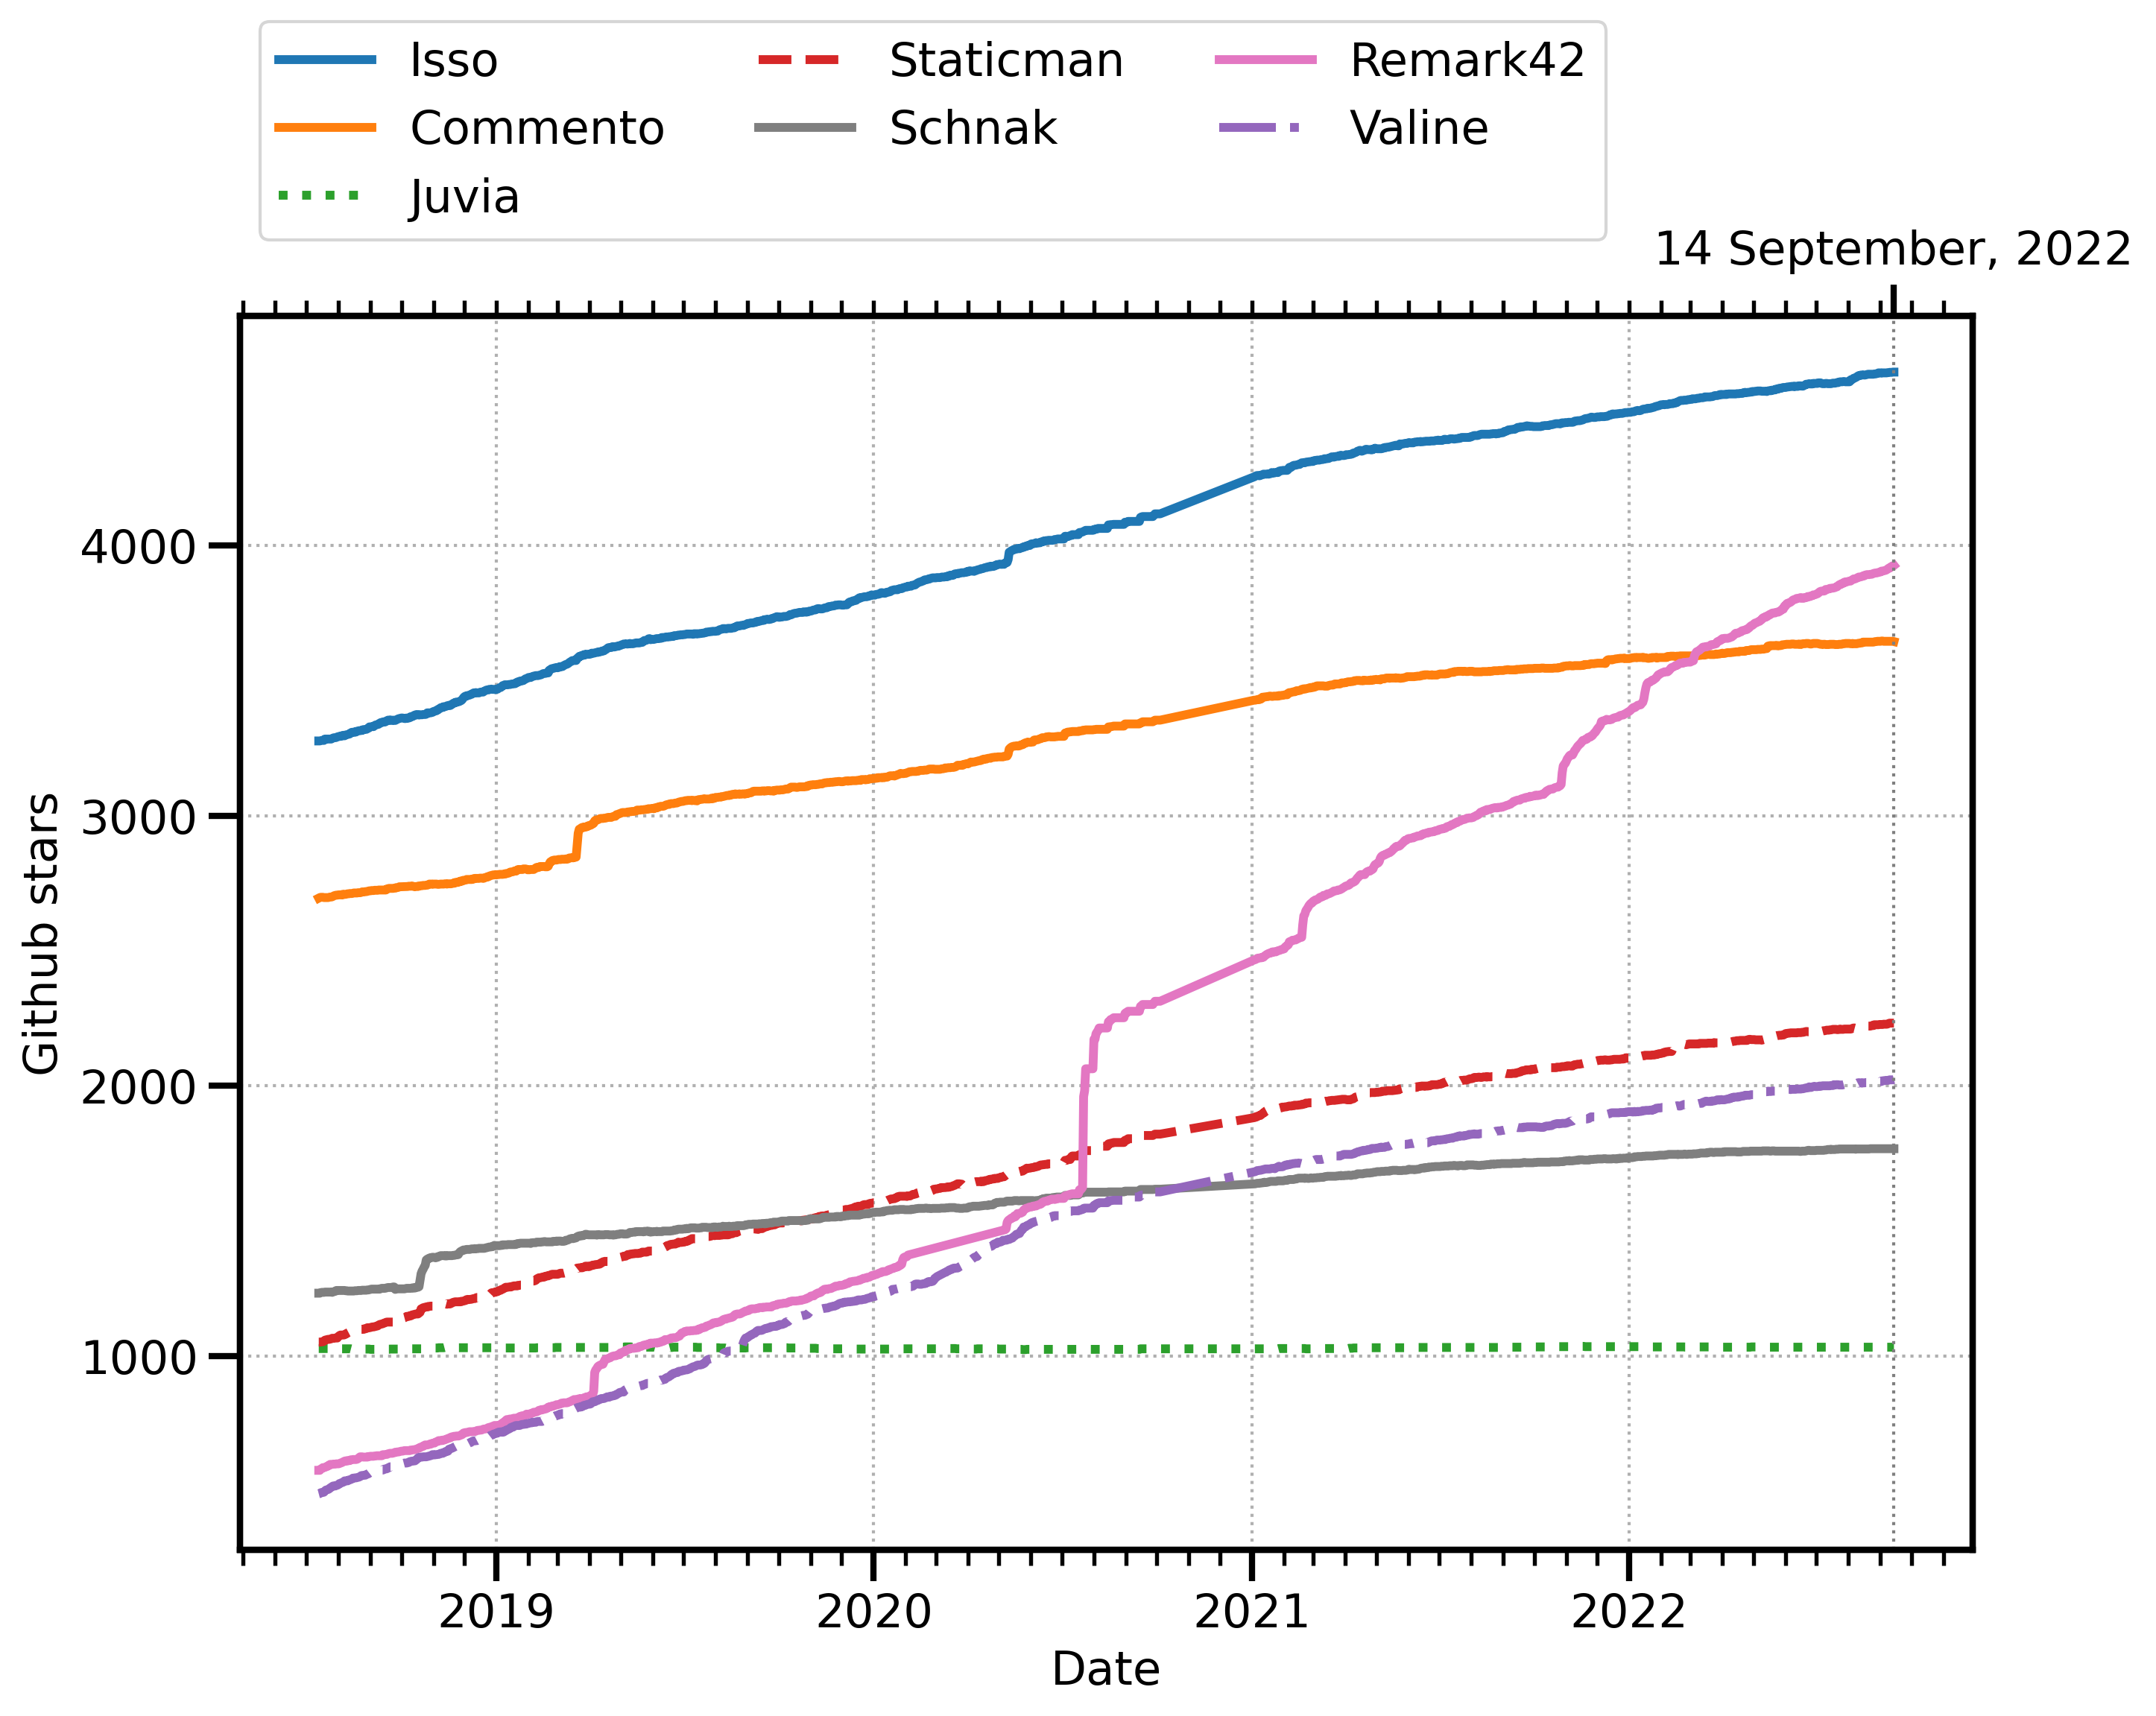 Isso
Commento
Juvia
Staticman
Schnak
Remark42
Valine
14 September, 2022
4000
3000
2000
1000
Github stars
2019 2020 2021 2022
Date